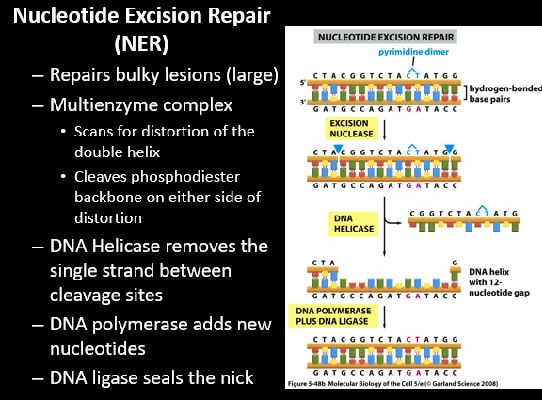 Nucleotide Excision Repair
(NER)
– Repairs bulky lesions (large)
– Multienzyme complex
• Scans for distortion of the
double helix
• Cleaves phosphodiester
backbone on either side of
distortion
– DNA Helicase removes the
single strand between
cleavage sites
– DNA polymerase adds new
nucleotides
– DNA ligase seals the nick
NUCLEOTIDE EXCISION REPAIR
pyrimidine dimer
C T A C G G T C T A C T A T G G
5′
3′
hydrogen-bonded
base pairs
G A T G C C A G A T G A T A C C
EXCISION
NUCLEASE
C T A C G G T C T A C T A T G G
G A T G C C A G A T G A T A C C
DNA
HELICASE
C G G T C T A C T A T G
C T A
G
DNA helix
with 12-
nucleotide gap
G A T G C C A G A T G A T A C C
DNA POLYMERASE
PLUS DNA LIGASE
C T A C G G T C T A C T A T G G
G A T G C C A G A T G A T A C C
Figure 5-48b Molecular Biology of the Cell 5/e (© Garland Science 2008)